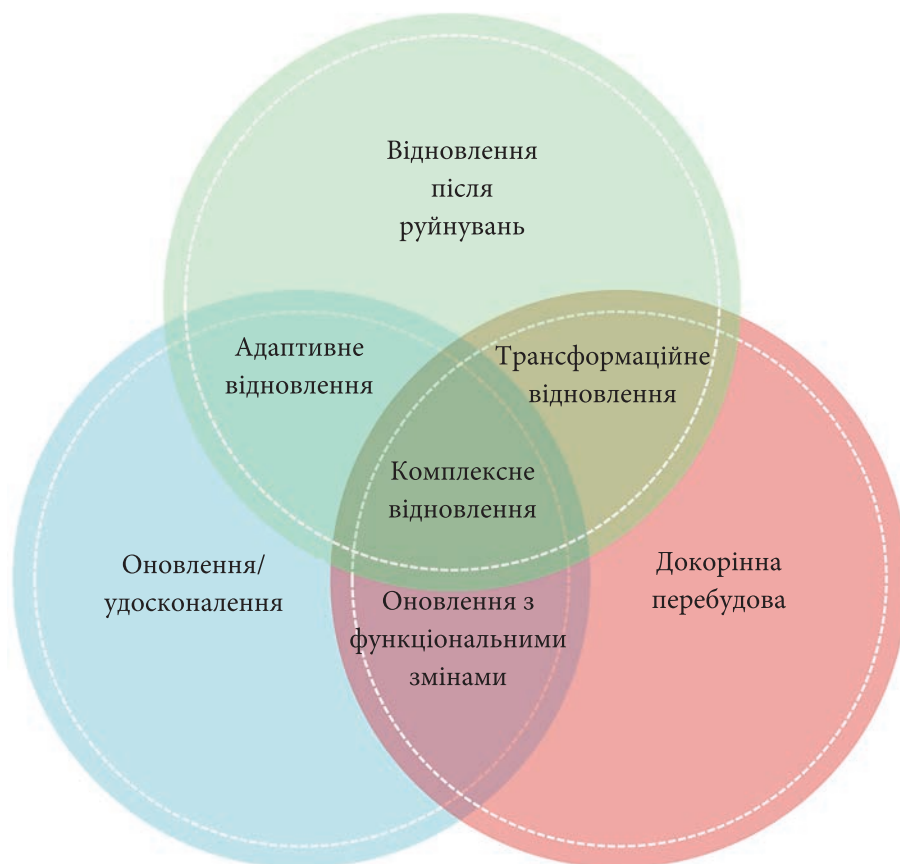 Відновлення
після
руйнувань
Адаптивне
відновлення
Трансформаційне
відновлення
Комплексне
відновлення
Оновлення/
удосконалення
Докорінна
перебудова
Оновлення з
функціональними
змінами